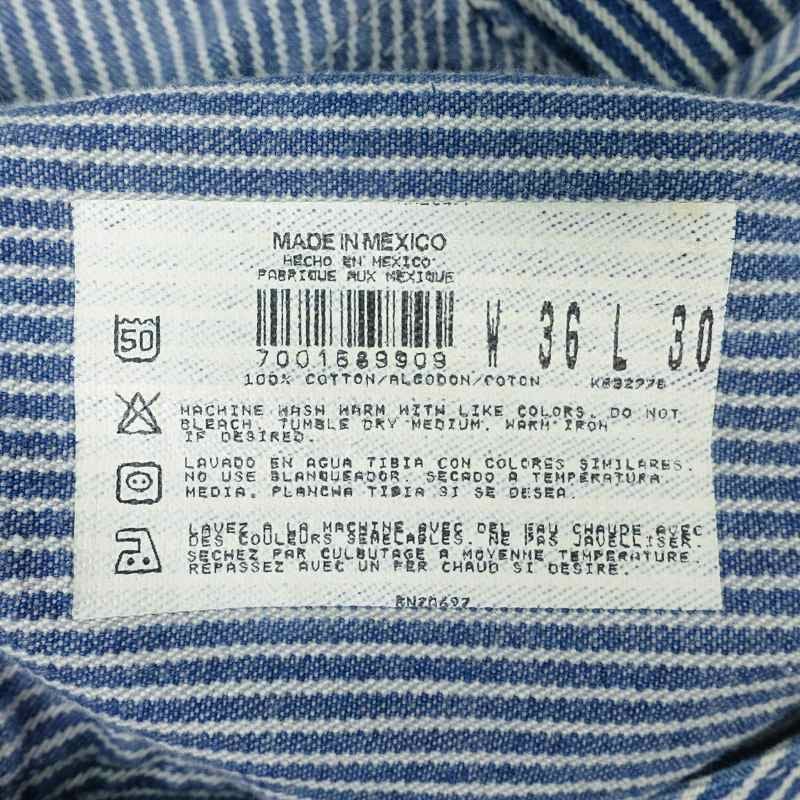 MADE IN MEXICO
HECHO EN MEXICO
FABRIQUE AUX MEXIQUE
W 36 L 30
7001689909
100% COTTON/ALGODON/COTON
50
MACHINE WASH WARM WITH LIKE COLORS. DO NOT
BLEACH. TUMBLE DRY MEDIUM. WARM IRON
IF DESIRED.
LAVADO EN AGUA TIBIA CON COLORES SIMILARES.
NO USE BLANQUEADOR. SECADO A TEMPERATURA
MEDIA. PLANCHA TIBIA SI SE DESEA.
LAVEZ A LA MACHINE AVEC DEL EAU CHAUDE AVEC
DES COULEURS SEMELABLES. NE PAS JAVELLISER.
SECHEZ PAR CULBUTAGE A MOYENNE TEMPERATURE.
REPASSEZ AVEC UN FER CHAUD SI DESIRE.